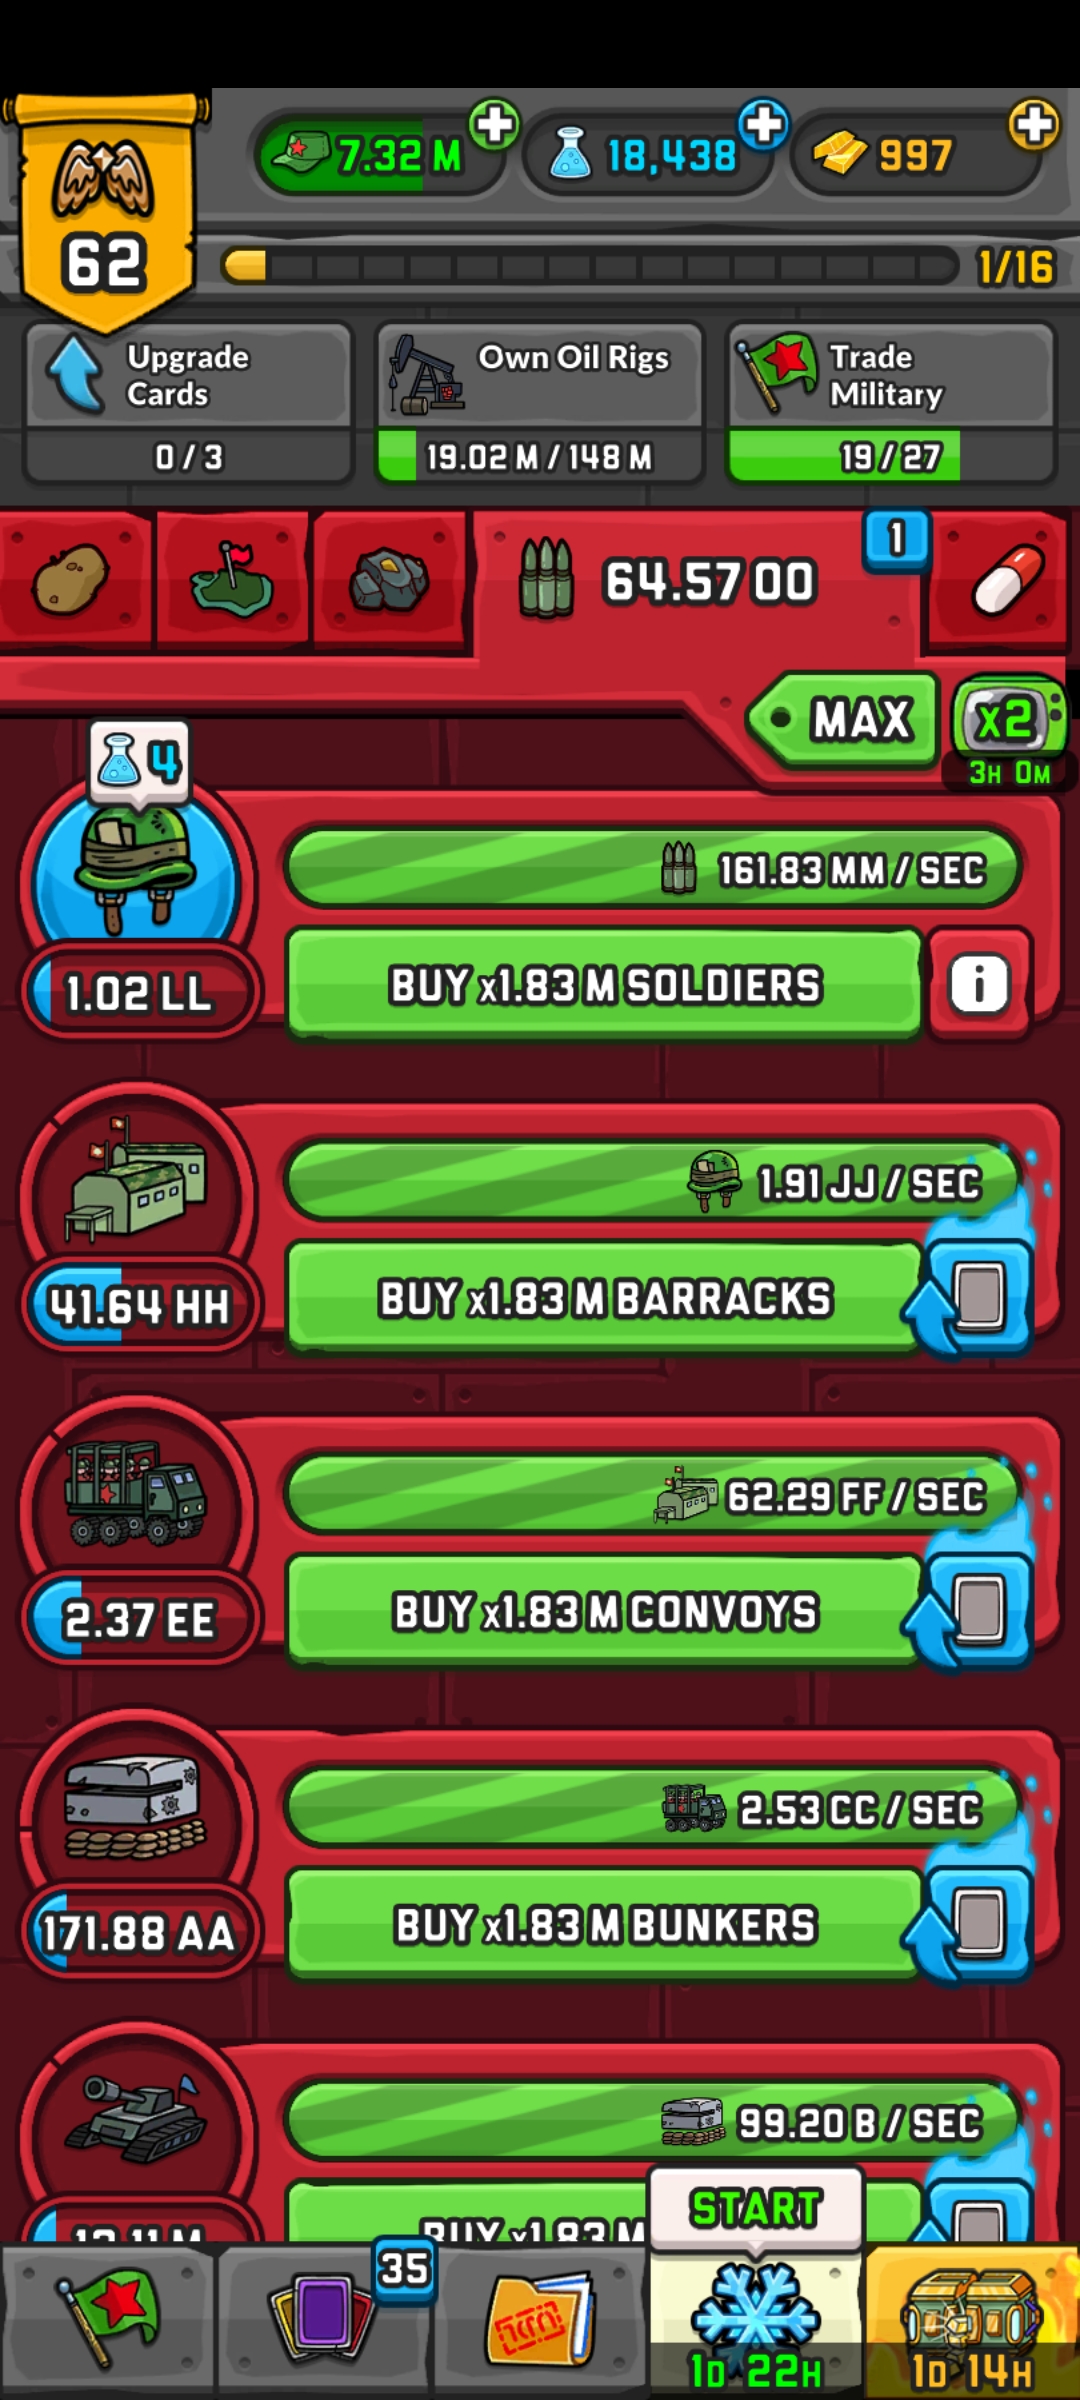 7.32 M
18,438
997
62
1/16
Upgrade
Cards
0 / 3
Own Oil Rigs
19.02 M / 148 M
Trade
Military
19 / 27
64.57 OO
1
MAX
x2
3H 0M
4
161.83 MM / SEC
1.02 LL
BUY x1.83 M SOLDIERS
i
1.91 JJ / SEC
41.64 HH
BUY x1.83 M BARRACKS
62.29 FF / SEC
2.37 EE
BUY x1.83 M CONVOYS
2.53 CC / SEC
171.88 AA
BUY x1.83 M BUNKERS
99.20 B / SEC
BUY x1.83 M
START
35
1D 22H
1D 14H